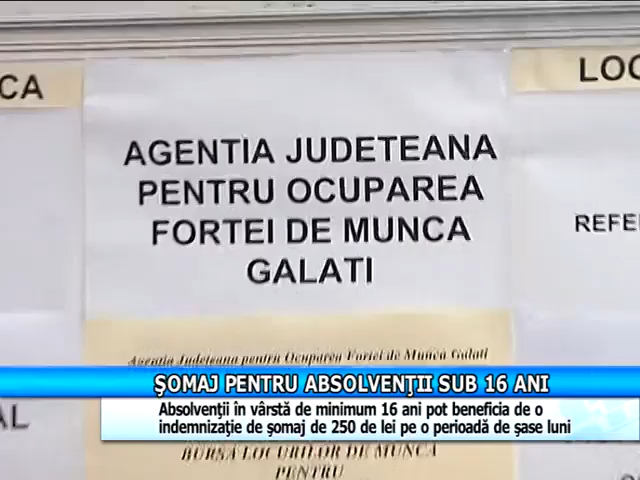 CA
LOC
AGENTIA JUDETEANA
PENTRU OCUPAREA
FORTEI DE MUNCA
GALATI
REFE
Agentia Judeteana pentru Ocuparea Fortei de Munca Galati
ŞOMAJ PENTRU ABSOLVENŢII SUB 16 ANI
Absolvenţii în vârstă de minimum 16 ani pot beneficia de o
indemnizaţie de şomaj de 250 de lei pe o perioadă de şase luni
AL
BURSA LOCURILOR DE MUNCA
PENTRU